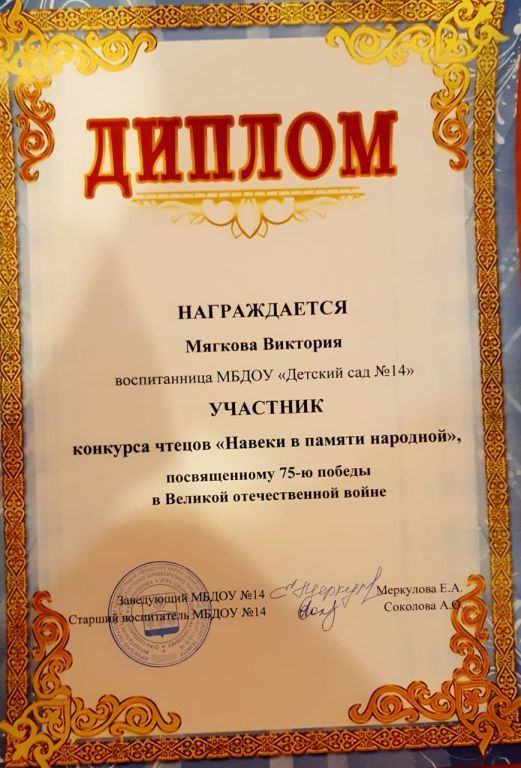 ДИПЛОМ
НАГРАЖДАЕТСЯ
Мягкова Виктория
воспитанница МБДОУ «Детский сад №14»
УЧАСТНИК
конкурса чтецов «Навеки в памяти народной»,
посвященному 75-ю победы
в Великой отечественной войне
Заведующий МБДОУ №14 Меркулова Е.А.
Старший воспитатель МБДОУ №14 Соколова А.О.